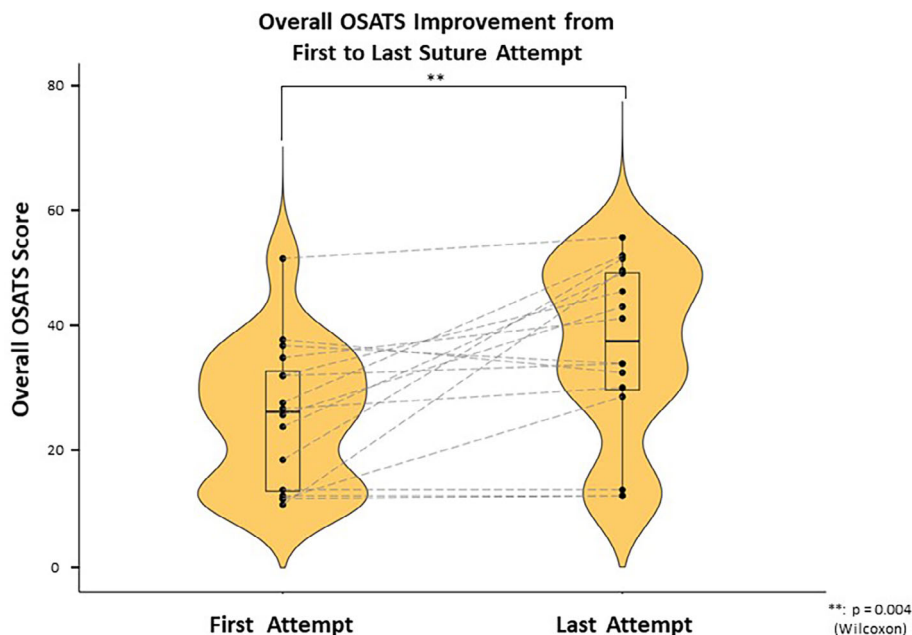 Overall OSATS Improvement from
First to Last Suture Attempt
**
80
60
40
20
0
Overall OSATS Score
First Attempt
Last Attempt
**: p = 0.004
(Wilcoxon)